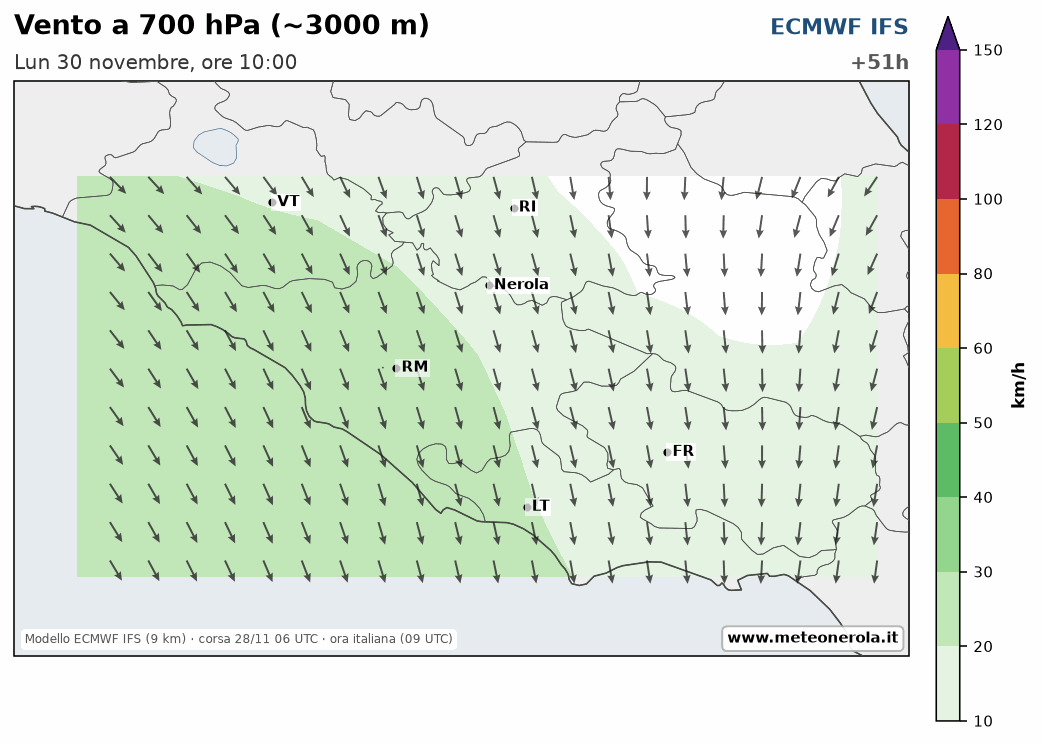 Vento a 700 hPa (~3000 m)
ECMWF IFS
Lun 30 novembre, ore 10:00
+51h
VT
RI
Nerola
RM
FR
LT
Modello ECMWF IFS (9 km) · corsa 28/11 06 UTC · ora italiana (09 UTC)
www.meteonerola.it
150
120
100
80
60
50
40
30
20
10
km/h